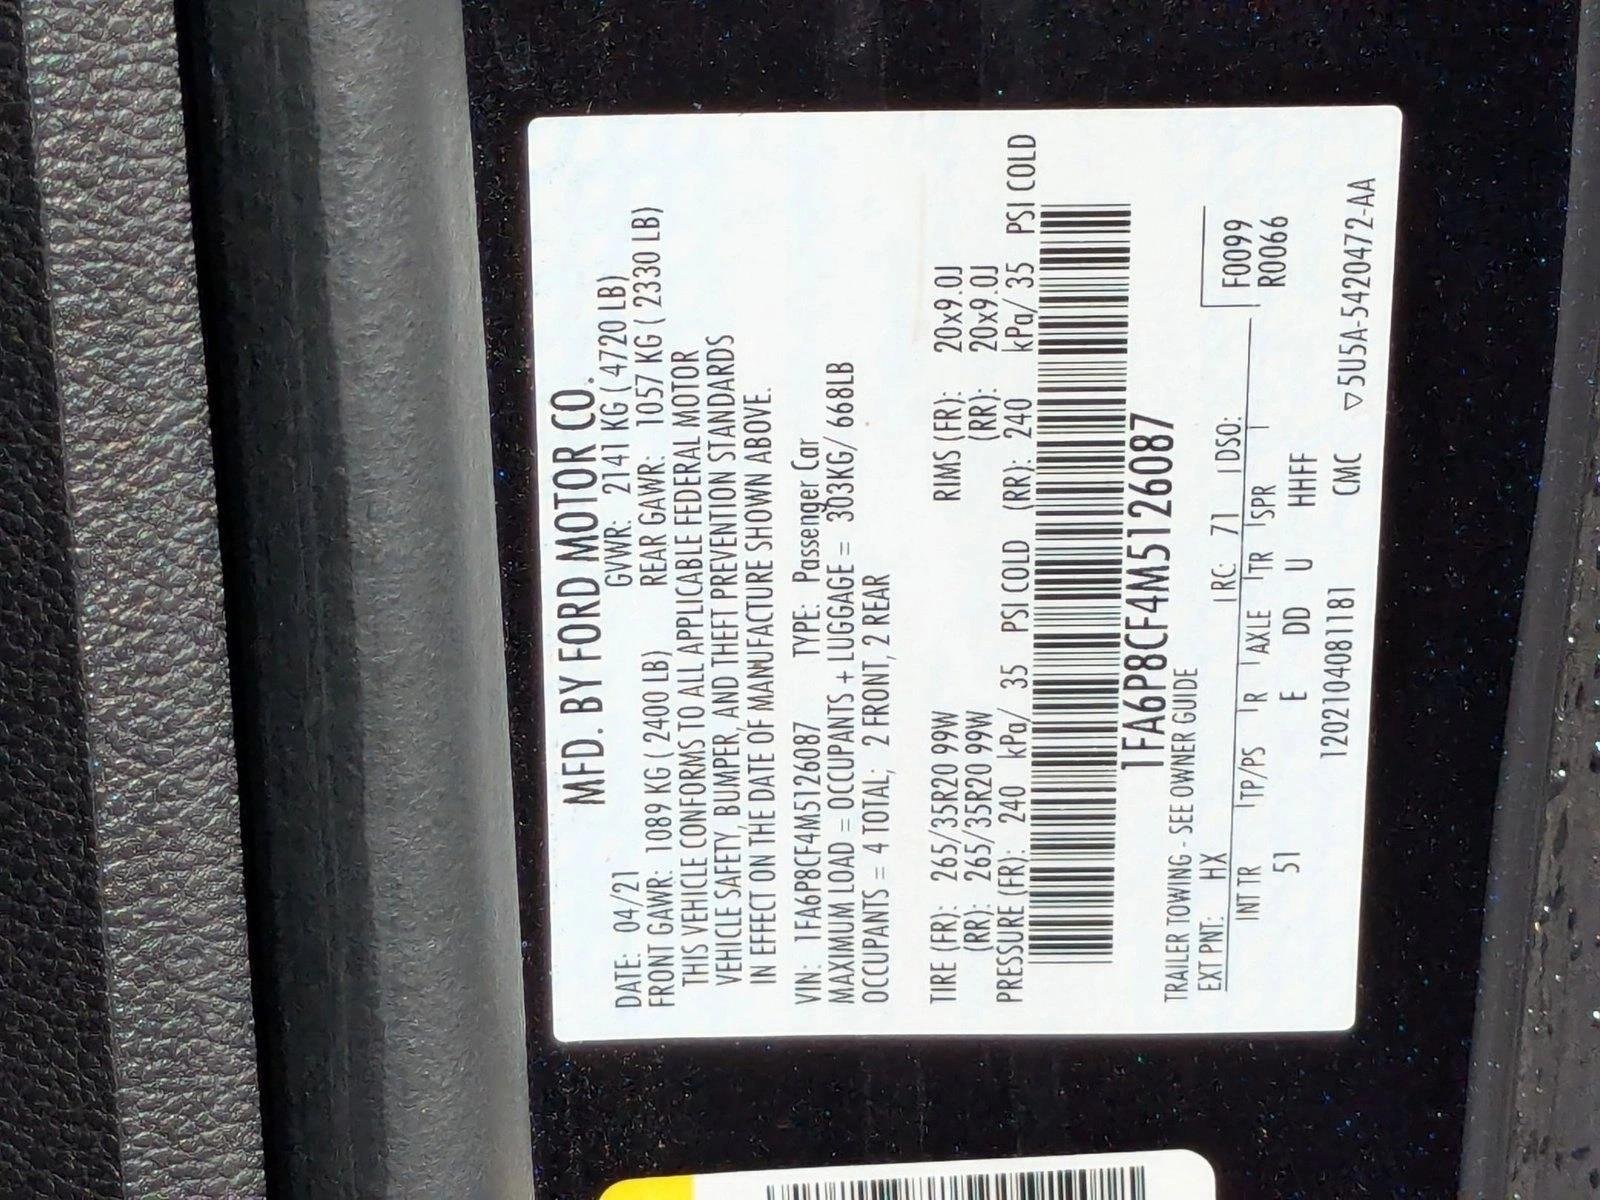 MFD. BY FORD MOTOR CO.
DATE: 04/21 GVWR: 2141 KG ( 4720 LB)
FRONT GAWR: 1089 KG ( 2400 LB) REAR GAWR: 1057 KG ( 2330 LB)
THIS VEHICLE CONFORMS TO ALL APPLICABLE FEDERAL MOTOR
VEHICLE SAFETY, BUMPER, AND THEFT PREVENTION STANDARDS
IN EFFECT ON THE DATE OF MANUFACTURE SHOWN ABOVE.
VIN: 1FA6P8CF4M5126087 TYPE: Passenger Car
MAXIMUM LOAD = OCCUPANTS + LUGGAGE = 303KG/ 668LB
OCCUPANTS = 4 TOTAL; 2 FRONT, 2 REAR
TIRE (FR): 265/35R20 99W RIMS (FR): 20x9.0J
(RR): 265/35R20 99W (RR): 20x9.0J
PRESSURE (FR): 240 kPa/ 35 PSI COLD (RR): 240 kPa/ 35 PSI COLD
1FA6P8CF4M5126087
TRAILER TOWING - SEE OWNER GUIDE
EXT PNT: HX RC: 71 DSO: F0099
INT TR TP/PS R AXLE TR SPR R0066
51 E DD U HHFF
120210408118​1 CMC ▽5U5A-5420472-AA